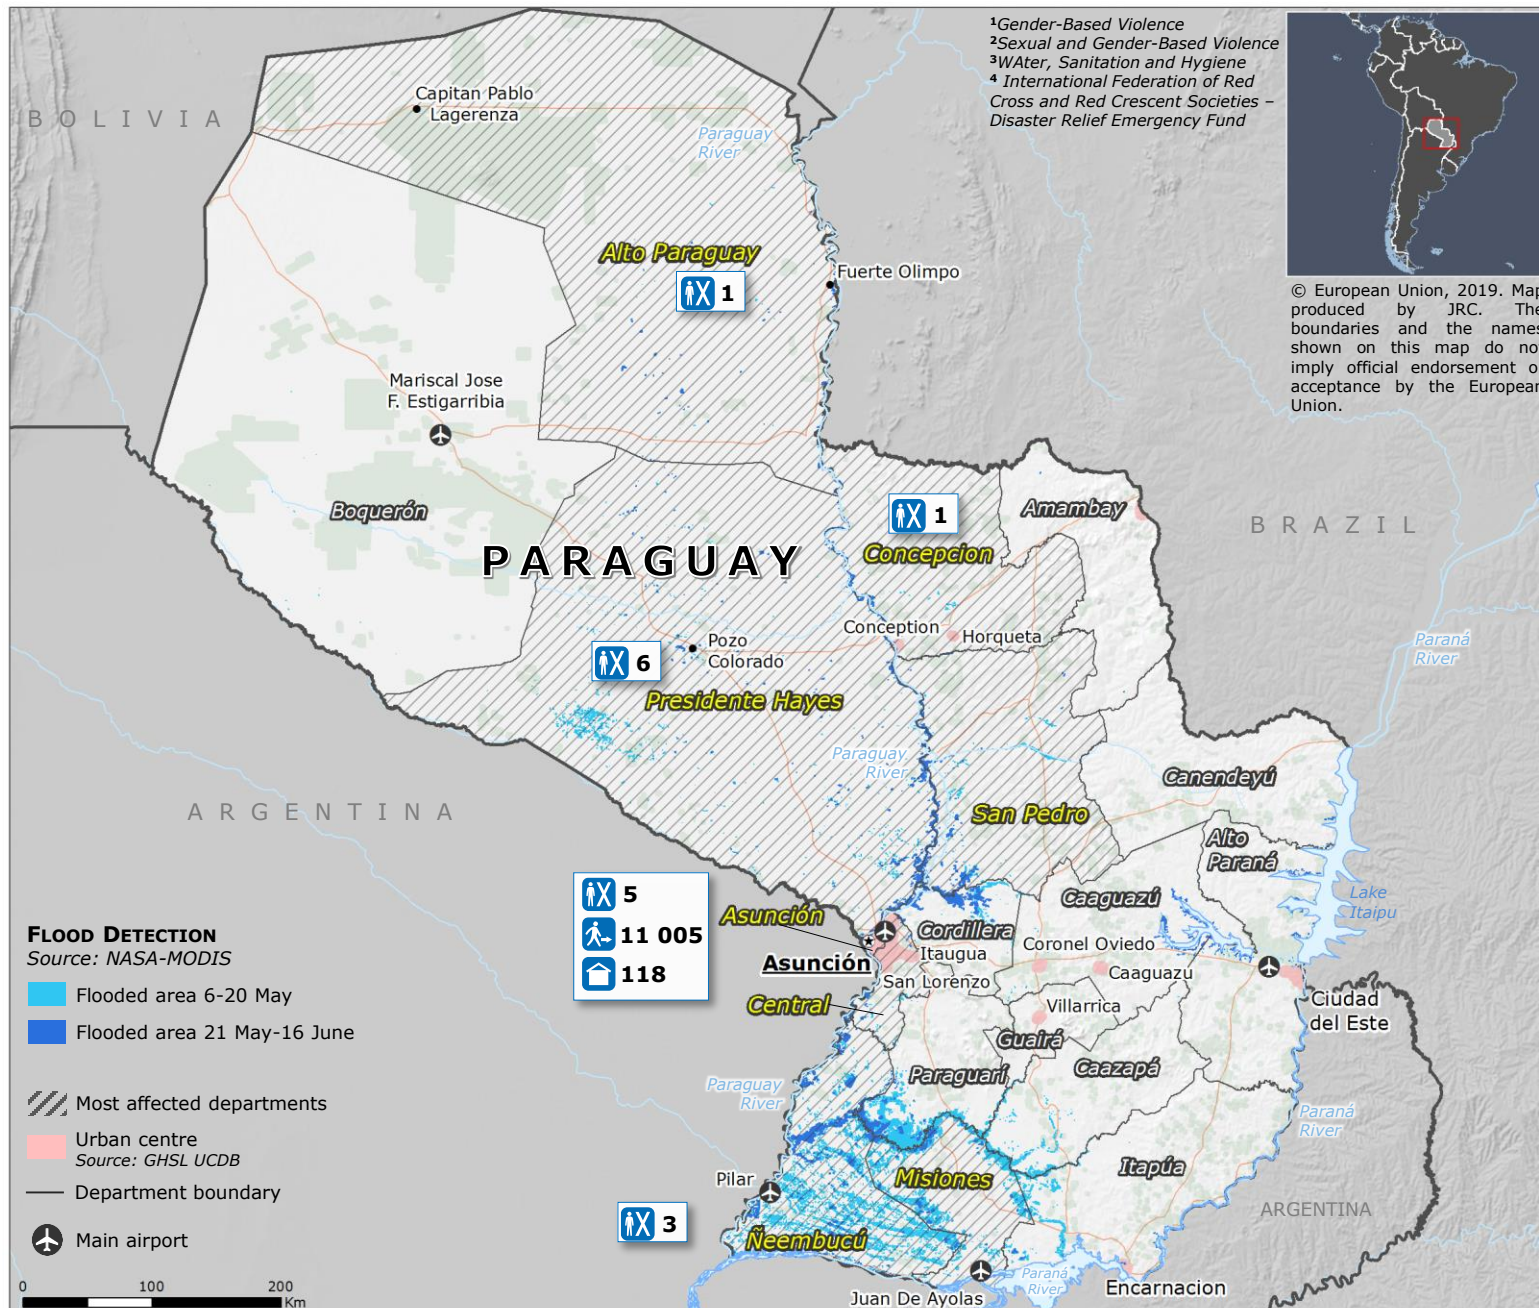 ¹Gender-Based Violence
²Sexual and Gender-Based Violence
³WAter, Sanitation and Hygiene
⁴ International Federation of Red
Cross and Red Crescent Societies –
Disaster Relief Emergency Fund
© European Union, 2019. Map
produced by JRC. The
boundaries and the names
shown on this map do not
imply official endorsement or
acceptance by the European
Union.
BOLIVIA
Capitan Pablo
Lagerenza
Paraguay
River
Alto Paraguay
1
Fuerte Olimpo
Mariscal Jose
F. Estigarribia
Boquerón
PARAGUAY
1
Concepcion
Amambay
BRAZIL
Conception
Horqueta
Pozo
Colorado
6
Presidente Hayes
Paraná
River
Paraguay
River
Canendeyú
San Pedro
ARGENTINA
Alto
Paraná
Caaguazú
Lake
Itaipu
5
11 005
118
Asunción
Cordillera
Asunción
Itaugua
Coronel Oviedo
Caaguazu
San Lorenzo
Central
Villarrica
Ciudad
del Este
Guairá
Paraguarí
Caazapá
Paraguay
River
Paraná
River
Itapúa
Misiones
Pilar
3
Ñeembucú
ARGENTINA
Paraná
River
Encarnacion
Juan De Ayolas
FLOOD DETECTION
Source: NASA-MODIS
Flooded area 6-20 May
Flooded area 21 May-16 June
Most affected departments
Urban centre
Source: GHSL UCDB
Department boundary
Main airport
0 100 200
Km